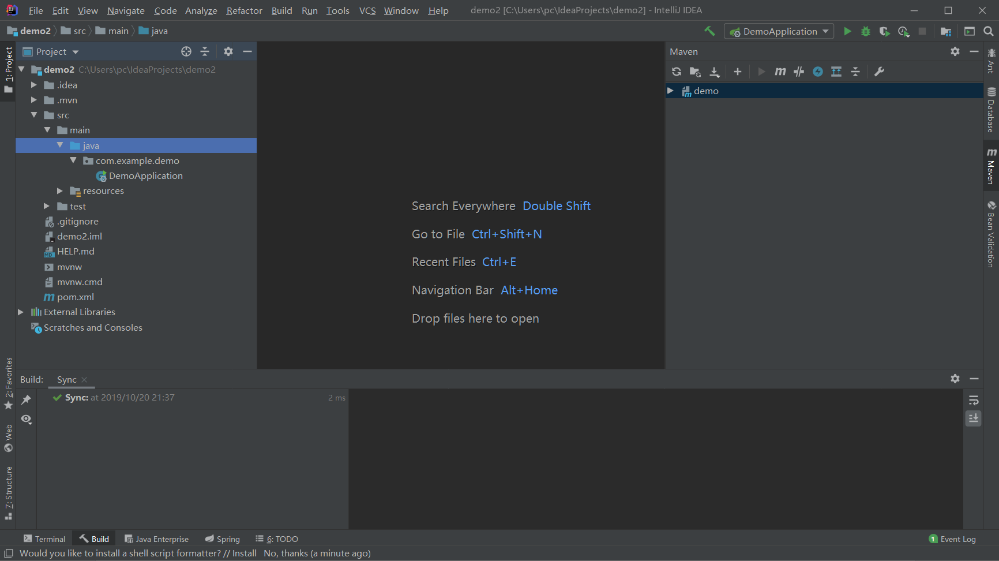 File Edit View Navigate Code Analyze Refactor Build Run Tools VCS Window Help demo2 [C:\Users\pc\IdeaProjects\demo2] - IntelliJ IDEA
demo2 src main java DemoApplication
1: Project
Project
demo2 C:\Users\pc\IdeaProjects\demo2
.idea
.mvn
src
main
java
com.example.demo
DemoApplication
resources
test
.gitignore
demo2.iml
HELP.md
mvnw
mvnw.cmd
pom.xml
External Libraries
Scratches and Consoles
Search Everywhere Double Shift
Go to File Ctrl+Shift+N
Recent Files Ctrl+E
Navigation Bar Alt+Home
Drop files here to open
Maven
demo
Ant
Database
Maven
Bean Validation
2: Favorites
Web
7: Structure
Build: Sync
Sync: at 2019/10/20 21:37 2 ms
Terminal Build Java Enterprise Spring 6: TODO 1 Event Log
Would you like to install a shell script formatter? // Install No, thanks (a minute ago)